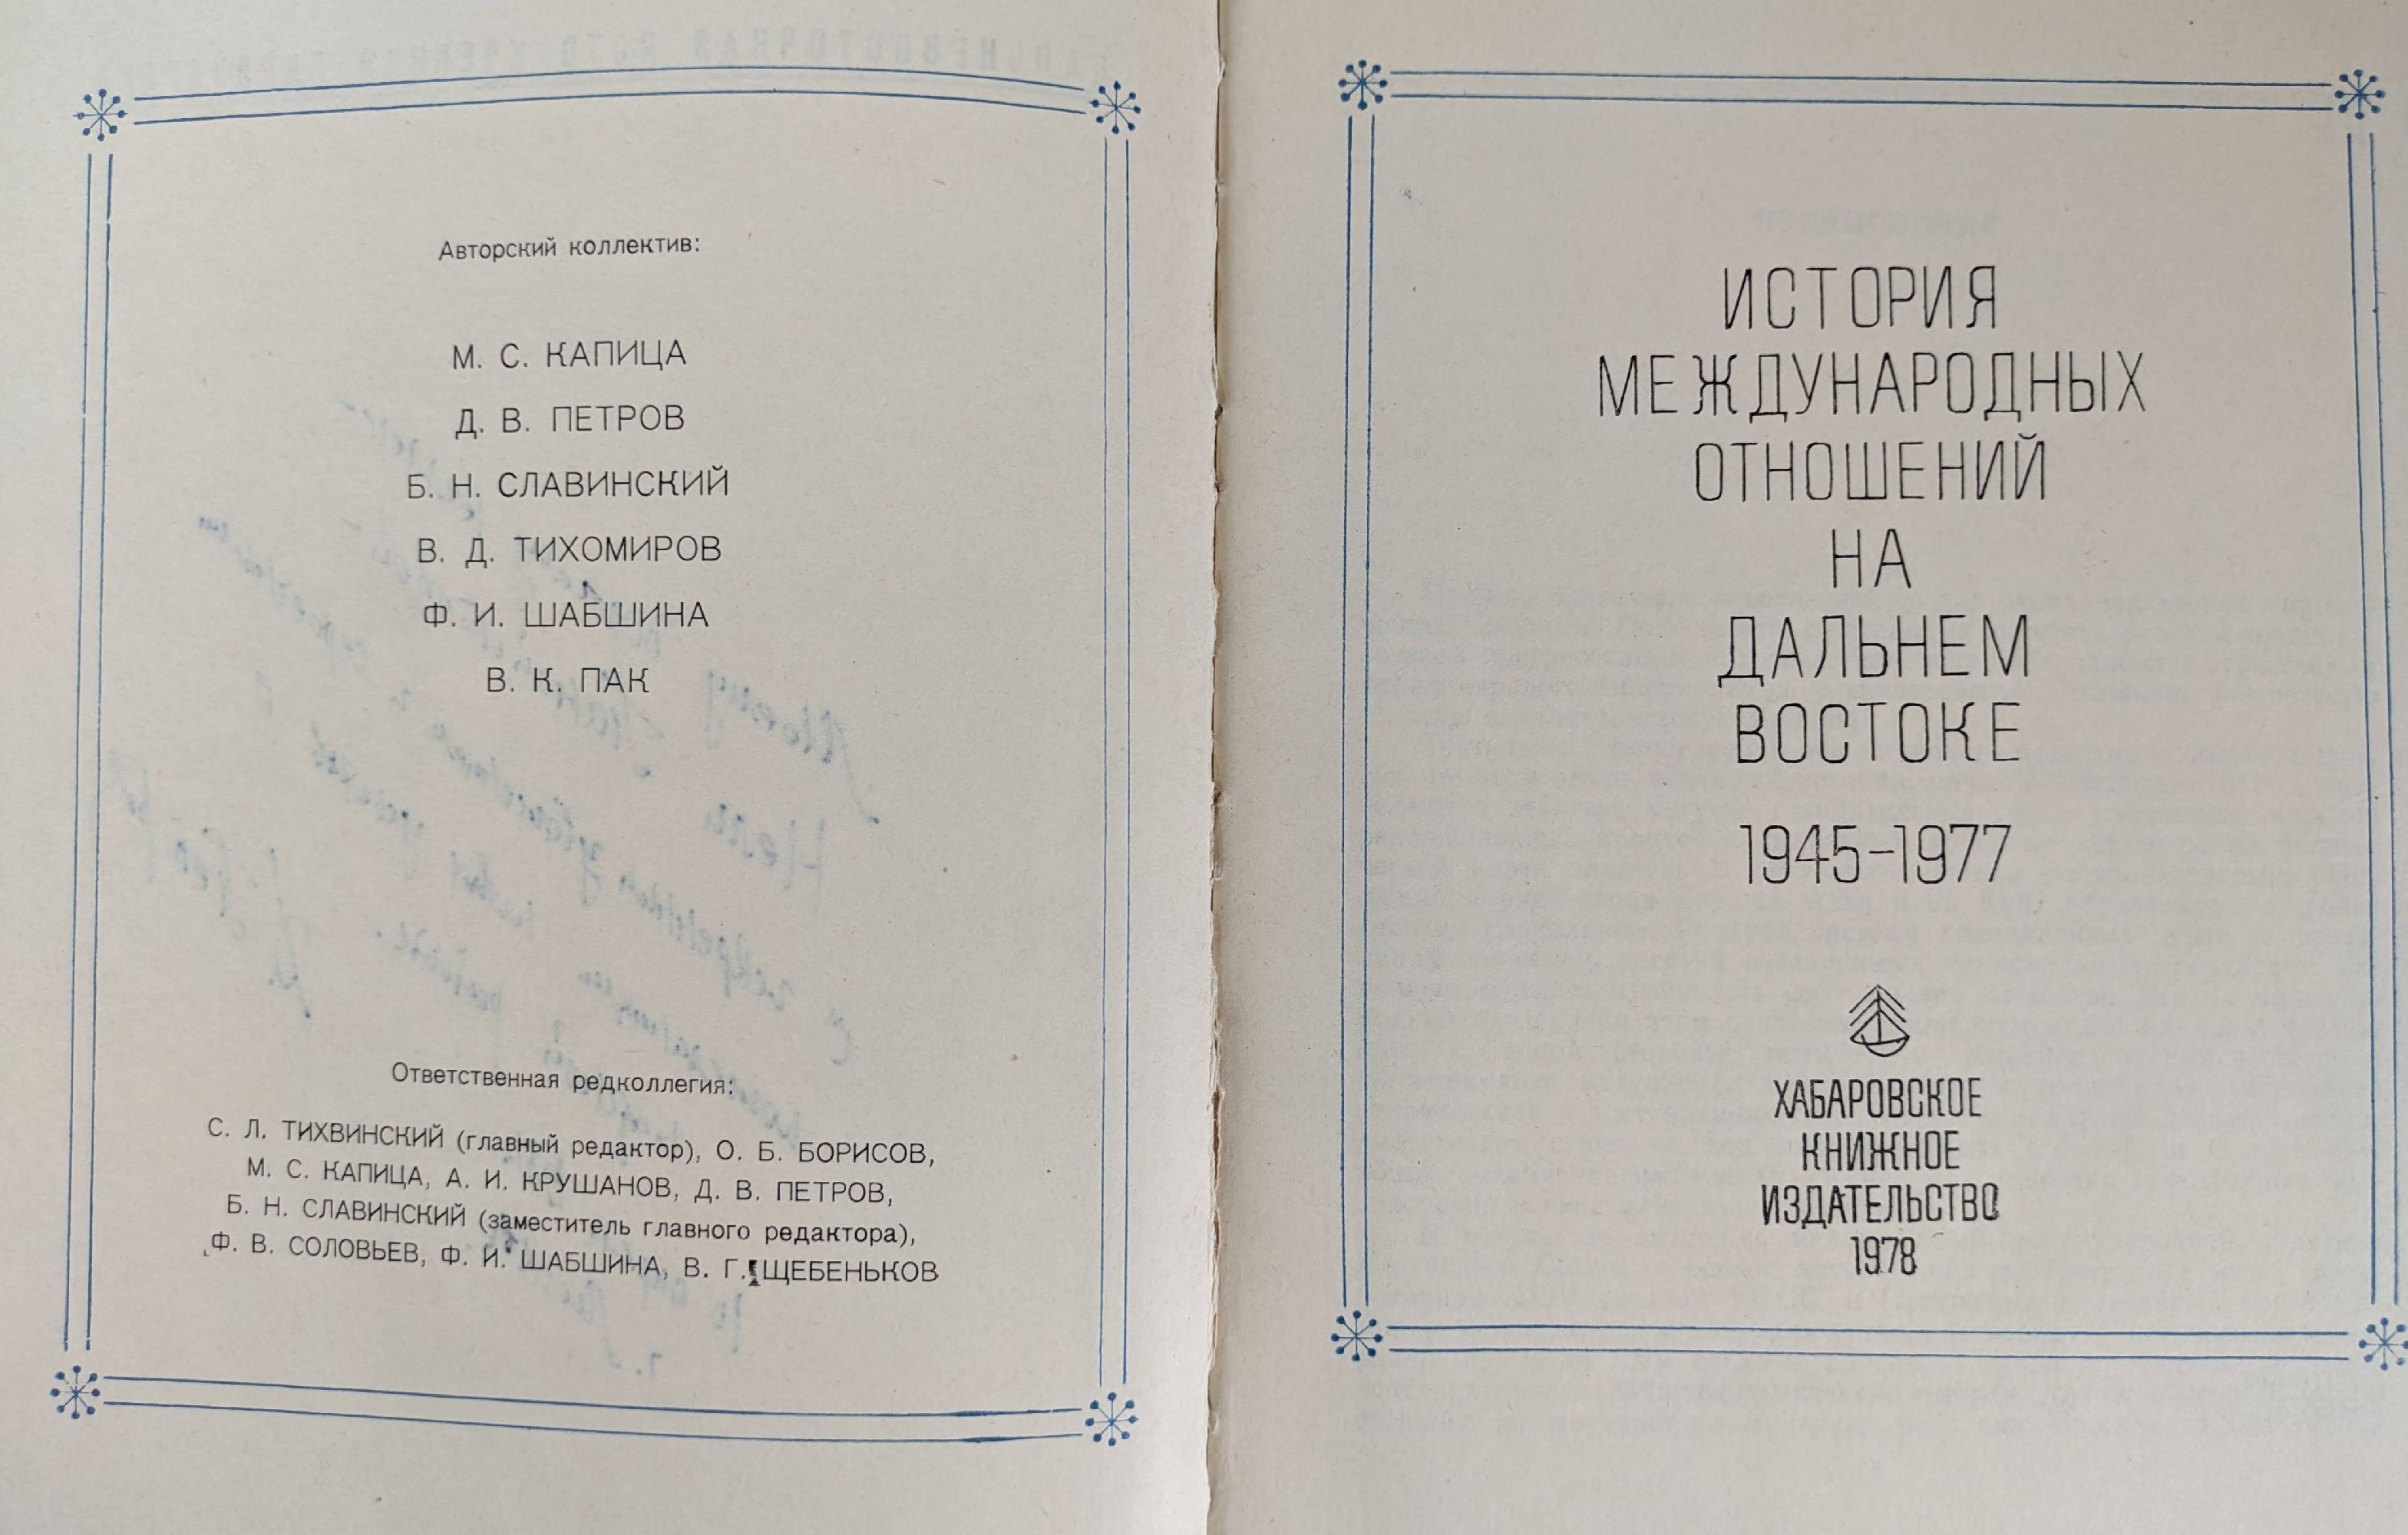 Авторский коллектив:
М. С. КАПИЦА
Д. В. ПЕТРОВ
Б. Н. СЛАВИНСКИЙ
В. Д. ТИХОМИРОВ
Ф. И. ШАБШИНА
В. К. ПАК
Ответственная редколлегия:
С. Л. ТИХВИНСКИЙ (главный редактор), О. Б. БОРИСОВ,
М. С. КАПИЦА, А. И. КРУШАНОВ, Д. В. ПЕТРОВ,
Б. Н. СЛАВИНСКИЙ (заместитель главного редактора),
Ф. В. СОЛОВЬЕВ, Ф. И. ШАБШИНА, В. Г. ЩЕБЕНЬКОВ
ИСТОРИЯ
МЕЖДУНАРОДНЫХ
ОТНОШЕНИЙ
НА
ДАЛЬНЕМ
ВОСТОКЕ
1945–1977
ХАБАРОВСКОЕ
КНИЖНОЕ
ИЗДАТЕЛЬСТВО
1978